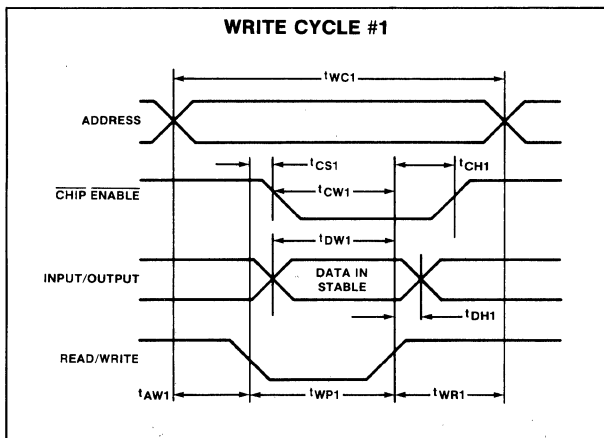 WRITE CYCLE #1
tWC1
ADDRESS
tCS1
tCH1
CHIP ENABLE
tCW1
tDW1
INPUT/OUTPUT
DATA IN
STABLE
tDH1
READ/WRITE
tAW1
tWP1
tWR1